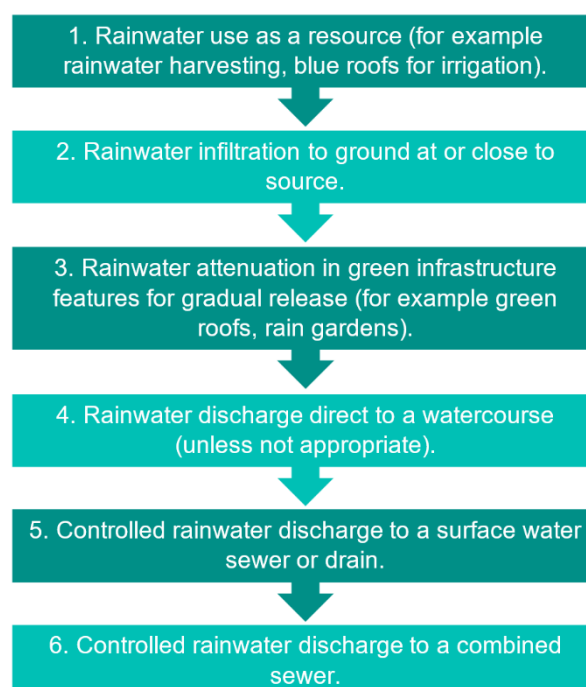 1. Rainwater use as a resource (for example
rainwater harvesting, blue roofs for irrigation).
2. Rainwater infiltration to ground at or close to
source.
3. Rainwater attenuation in green infrastructure
features for gradual release (for example green
roofs, rain gardens).
4. Rainwater discharge direct to a watercourse
(unless not appropriate).
5. Controlled rainwater discharge to a surface water
sewer or drain.
6. Controlled rainwater discharge to a combined
sewer.